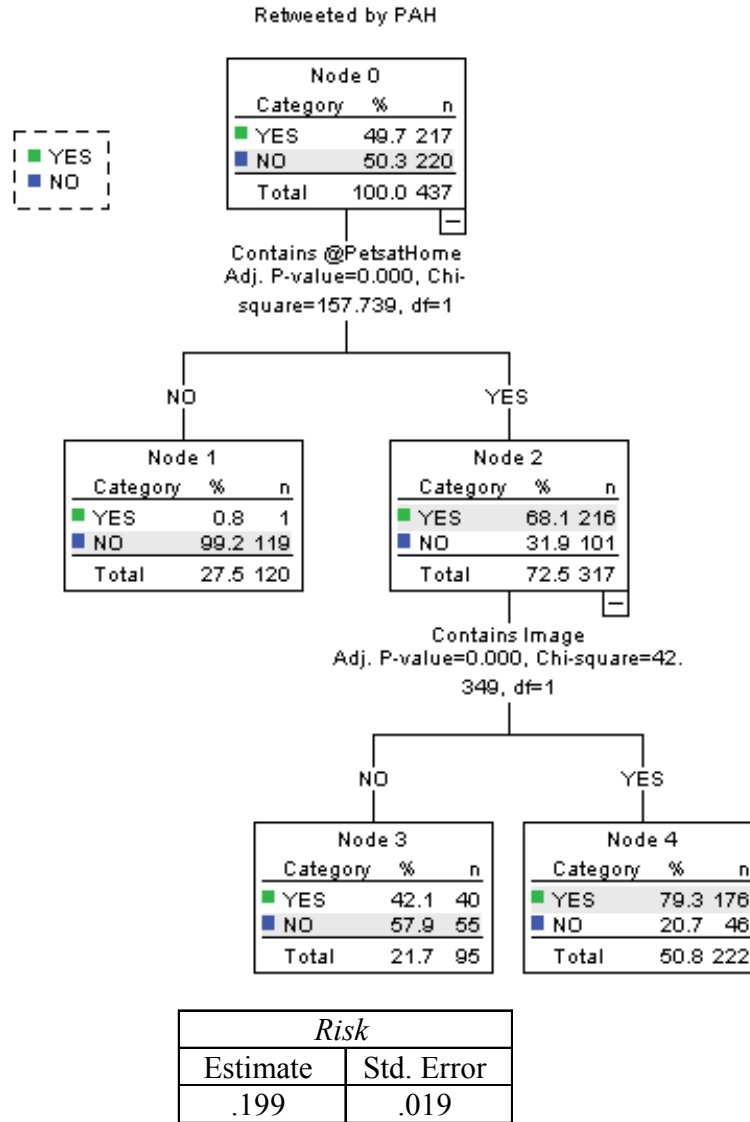 Retweeted by PAH
YES
NO
Node 0
Category % n
YES 49.7 217
NO 50.3 220
Total 100.0 437
Contains @PetsatHome
Adj. P-value=0.000, Chi-
square=157.739, df=1
NO YES
Node 1
Category % n
YES 0.8 1
NO 99.2 119
Total 27.5 120
Node 2
Category % n
YES 68.1 216
NO 31.9 101
Total 72.5 317
Contains Image
Adj. P-value=0.000, Chi-square=42.
349, df=1
NO YES
Node 3
Category % n
YES 42.1 40
NO 57.9 55
Total 21.7 95
Node 4
Category % n
YES 79.3 176
NO 20.7 46
Total 50.8 222
Risk
Estimate Std. Error
.199 .019